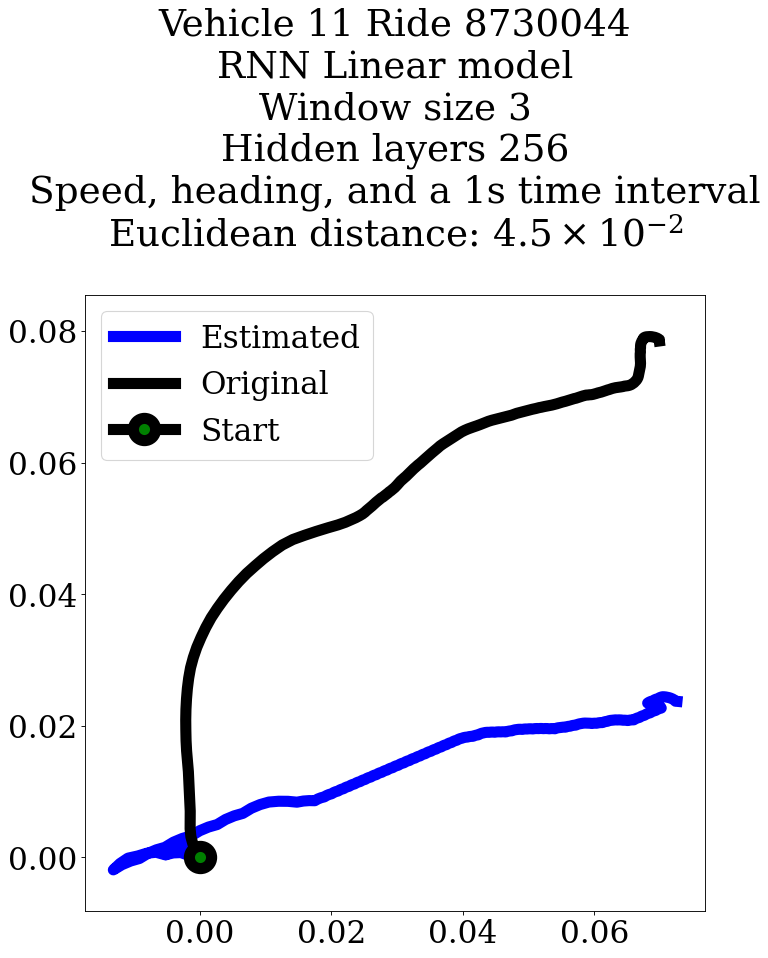 Vehicle 11 Ride 8730044
RNN Linear model
Window size 3
Hidden layers 256
Speed, heading, and a 1s time interval
Euclidean distance: 4.5 × 10⁻²
Estimated
Original
Start
0.08
0.06
0.04
0.02
0.00
0.00 0.02 0.04 0.06